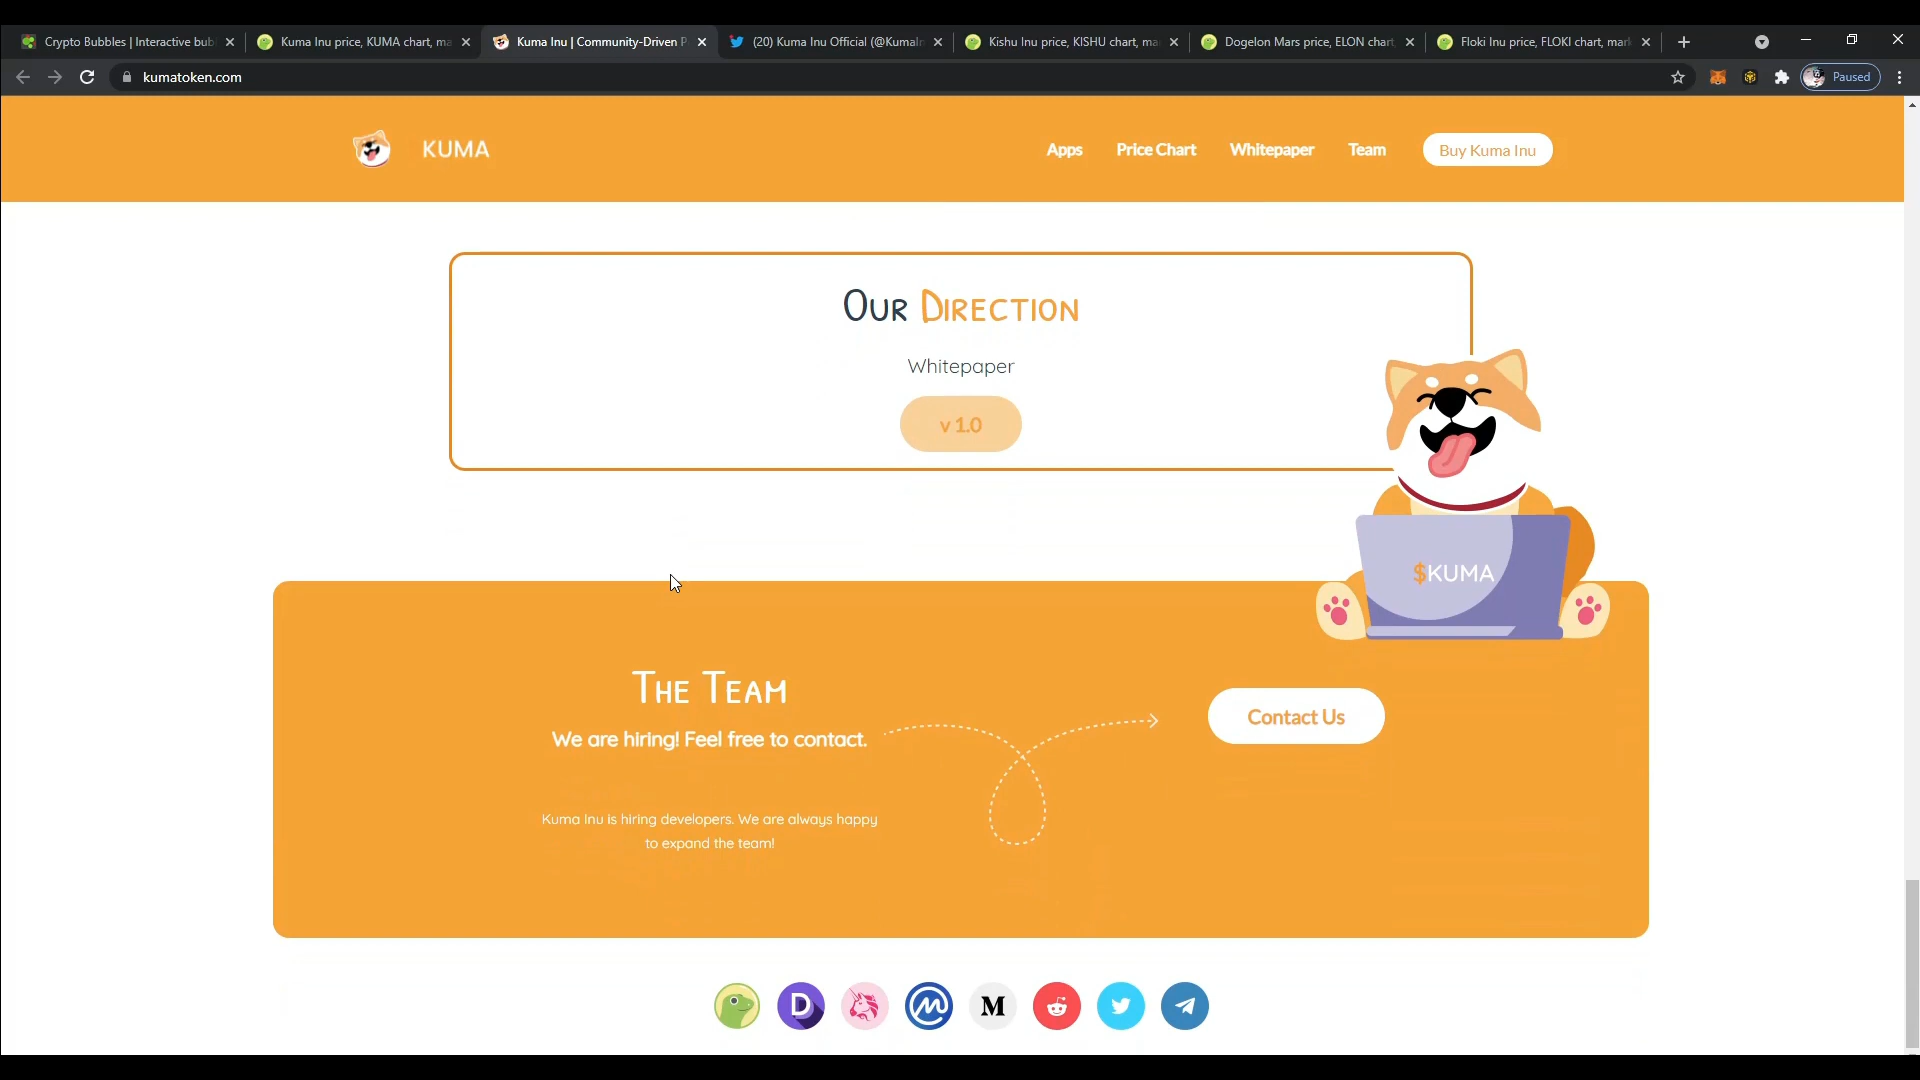 Crypto Bubbles | Interactive bub
Kuma Inu price, KUMA chart, ma
Kuma Inu | Community-Driven P
(20) Kuma Inu Official (@KumaIn
Kishu Inu price, KISHU chart, ma
Dogelon Mars price, ELON chart,
Floki Inu price, FLOKI chart, mark
kumatoken.com
Paused
KUMA
Apps
Price Chart
Whitepaper
Team
Buy Kuma Inu
Our Direction
Whitepaper
v 1.0
$KUMA
The Team
We are hiring! Feel free to contact.
Contact Us
Kuma Inu is hiring developers. We are always happy
to expand the team!
D
M